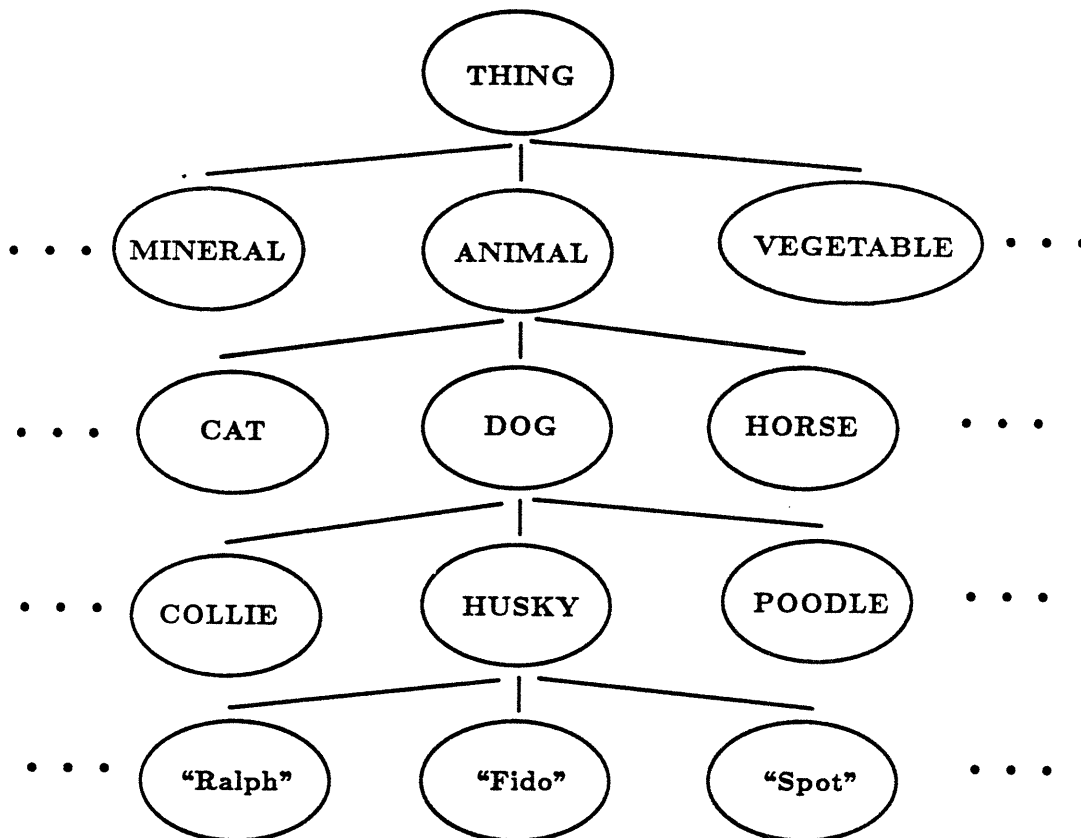 THING
MINERAL ANIMAL VEGETABLE
CAT DOG HORSE
COLLIE HUSKY POODLE
“Ralph” “Fido” “Spot”